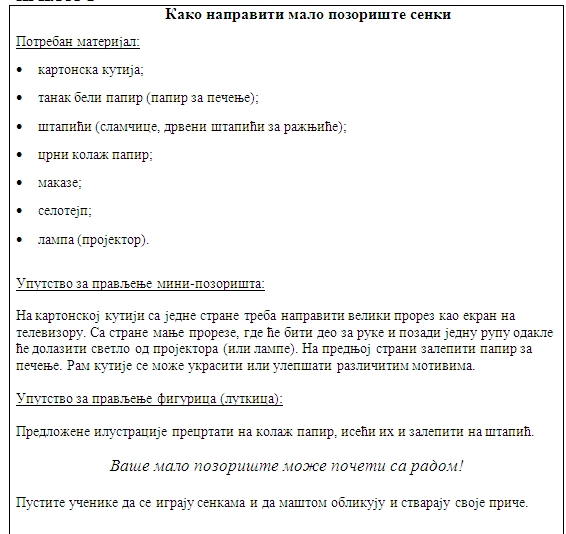 Како направити мало позориште сенки
Потребан материјал:
• картонска кутија;
• танак бели папир (папир за печење);
• штапићи (сламчице, дрвени штапићи за ражњиће);
• црни колаж папир;
• маказе;
• селотејп;
• лампа (пројектор).
Упутство за прављење мини-позоришта:
На картонској кутији са једне стране треба направити велики прорез као екран на
телевизору. Са стране мање прорезе, где ће бити део за руке и позади једну рупу одакле
ће долазити светло од пројектора (или лампе). На предњој страни залепити папир за
печење. Рам кутије се може украсити или улепшати различитим мотивима.
Упутство за прављење фигурица (луткица):
Предложене илустрације прецртати на колаж папир, исећи их и залепити на штапић.
Ваше мало позориште може почети са радом!
Пустите ученике да се играју сенкама и да маштом обликују и стварају своје приче.